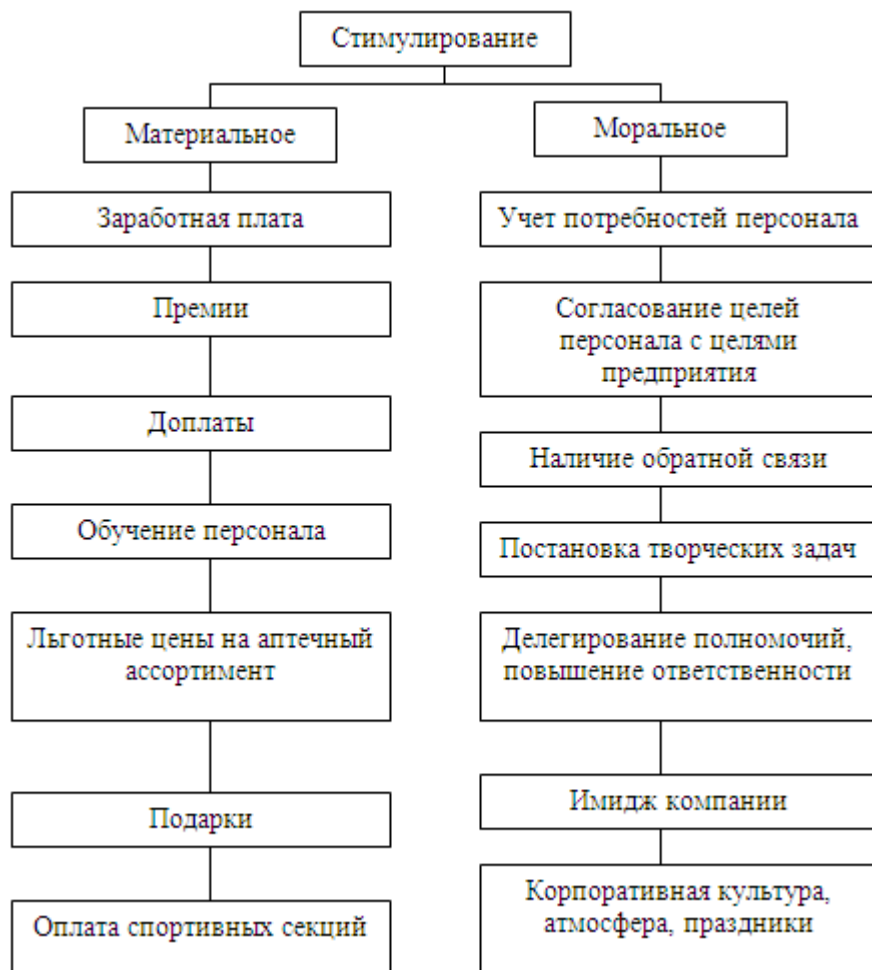 Стимулирование
Материальное
Заработная плата
Премии
Доплаты
Обучение персонала
Льготные цены на аптечный
ассортимент
Подарки
Оплата спортивных секций
Моральное
Учет потребностей персонала
Согласование целей
персонала с целями
предприятия
Наличие обратной связи
Постановка творческих задач
Делегирование полномочий,
повышение ответственности
Имидж компании
Корпоративная культура,
атмосфера, праздники